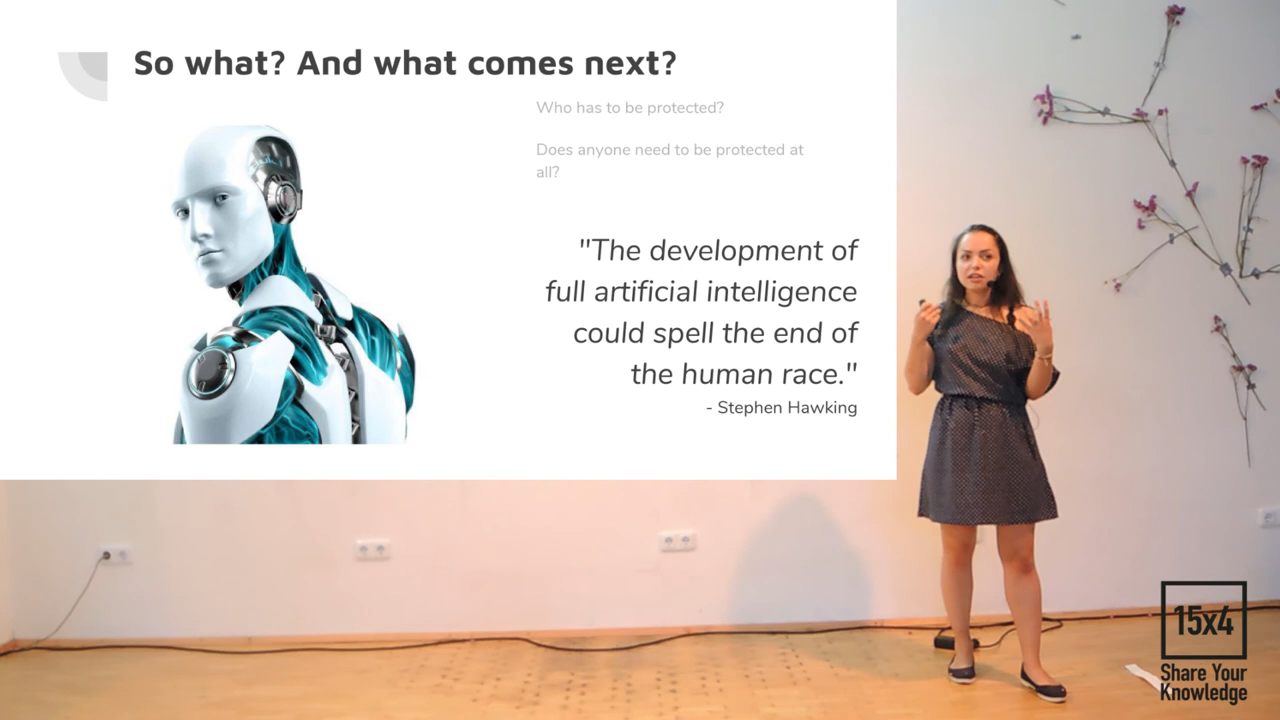 So what? And what comes next?
Who has to be protected?
Does anyone need to be protected at
all?
"The development of
full artificial intelligence
could spell the end of
the human race."
- Stephen Hawking
15x4
Share Your
Knowledge